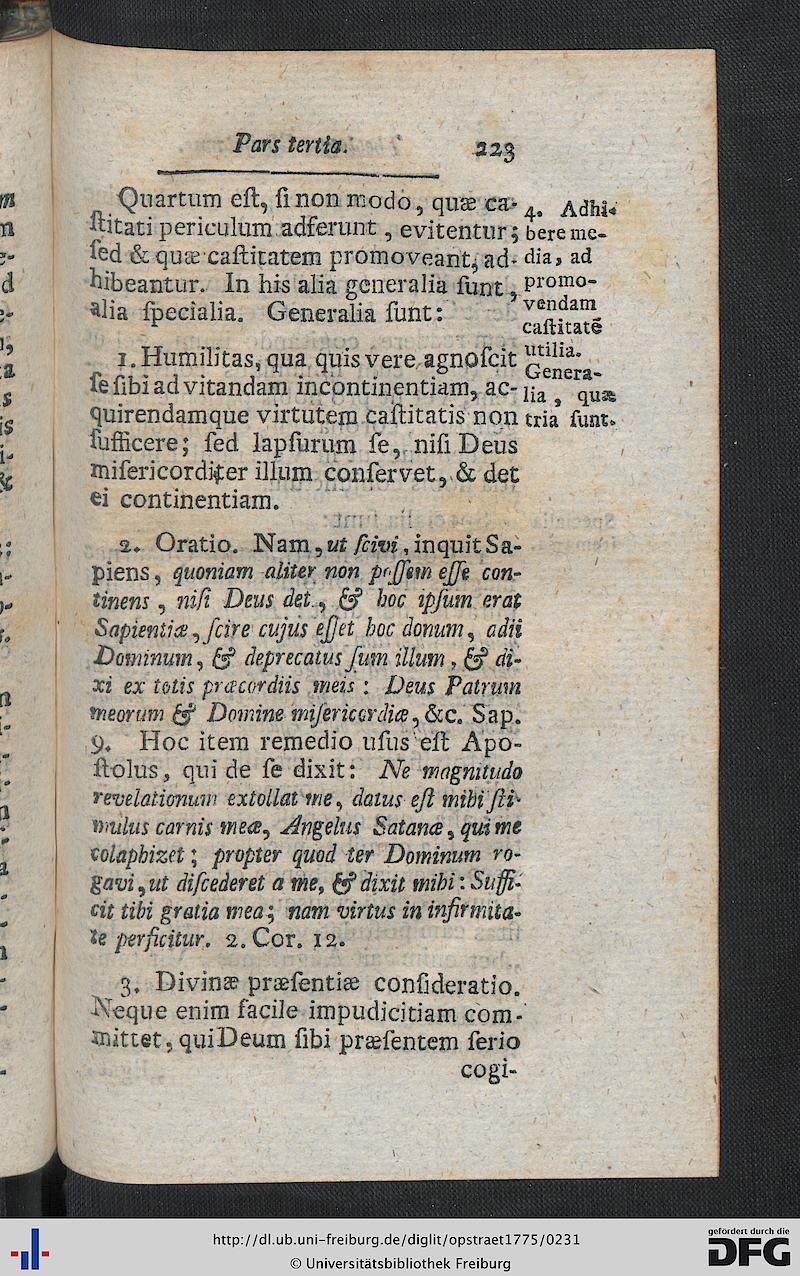 Pars tertia. 223
Quartum eſt, ſi non modo, quæ ca-
ſtitati periculum adferunt, evitentur;
ſed & quæ caſtitatem promoveant, ad-
hibeantur. In his alia generalia ſunt,
alia ſpecialia. Generalia ſunt:
4. Adhi-
bere me-
dia, ad
promo-
vendam
caſtitatē
utilia.
Genera-
lia, quæ
tria ſunt.
1. Humilitas, qua quis vere agnoſcit
ſe ſibi ad vitandam incontinentiam, ac-
quirendamque virtutem caſtitatis non
ſufficere; ſed lapſurum ſe, niſi Deus
miſericorditer illum conſervet, & det
ei continentiam.
2. Oratio. Nam, ut ſcivi, inquit Sa-
piens, quoniam aliter non poſſem eſſe con-
tinens, niſi Deus det, & hoc ipſum erat
Sapientiæ, ſcire cujus eſſet hoc donum, adii
Dominum, & deprecatus ſum illum, & di-
xi ex totis præcordiis meis: Deus Patrum
meorum & Domine miſericordiæ, &c. Sap.
9. Hoc item remedio uſus eſt Apo-
ſtolus, qui de ſe dixit: Ne magnitudo
revelationum extollat me, datus eſt mihi ſti-
mulus carnis meæ, Angelus Satanæ, qui me
colaphizet; propter quod ter Dominum ro-
gavi, ut diſcederet a me, & dixit mihi: Suffi-
cit tibi gratia mea; nam virtus in infirmita-
te perficitur. 2. Cor. 12.
3. Divinæ præſentiæ conſideratio.
Neque enim facile impudicitiam com-
mittet, qui Deum ſibi præſentem ſerio
cogi-
http://dl.ub.uni-freiburg.de/diglit/opstraet1775/0231
© Universitätsbibliothek Freiburg
gefördert durch die
DFG